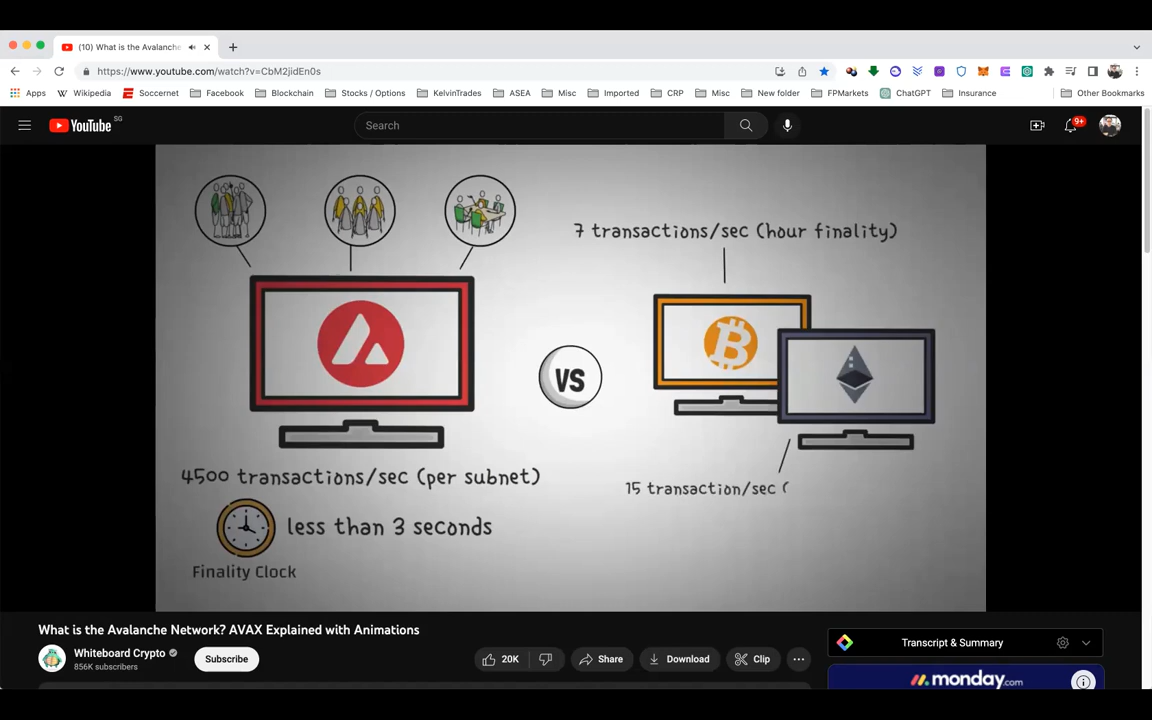 (10) What is the Avalanche
https://www.youtube.com/watch?v=CbM2jidEn0s
Apps Wikipedia Soccernet Facebook Blockchain Stocks / Options KelvinTrades ASEA Misc Imported CRP Misc New folder FPMarkets ChatGPT Insurance Other Bookmarks
YouTube SG Search 9+
7 transactions/sec (hour finality)
VS
4500 transactions/sec (per subnet)
15 transaction/sec (
less than 3 seconds
Finality Clock
What is the Avalanche Network? AVAX Explained with Animations
Whiteboard Crypto
856K subscribers
Subscribe
20K Share Download Clip
Transcript & Summary
monday.com